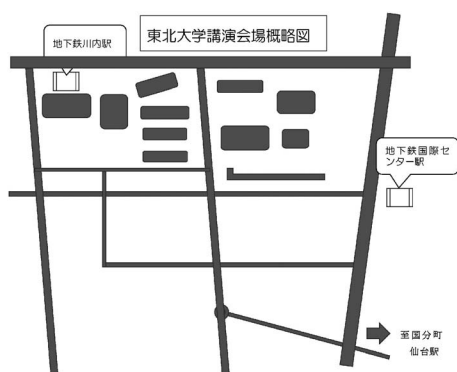 東北大学講演会場概略図
地下鉄川内駅
地下鉄国際セ
ンター駅
至国分町
仙台駅